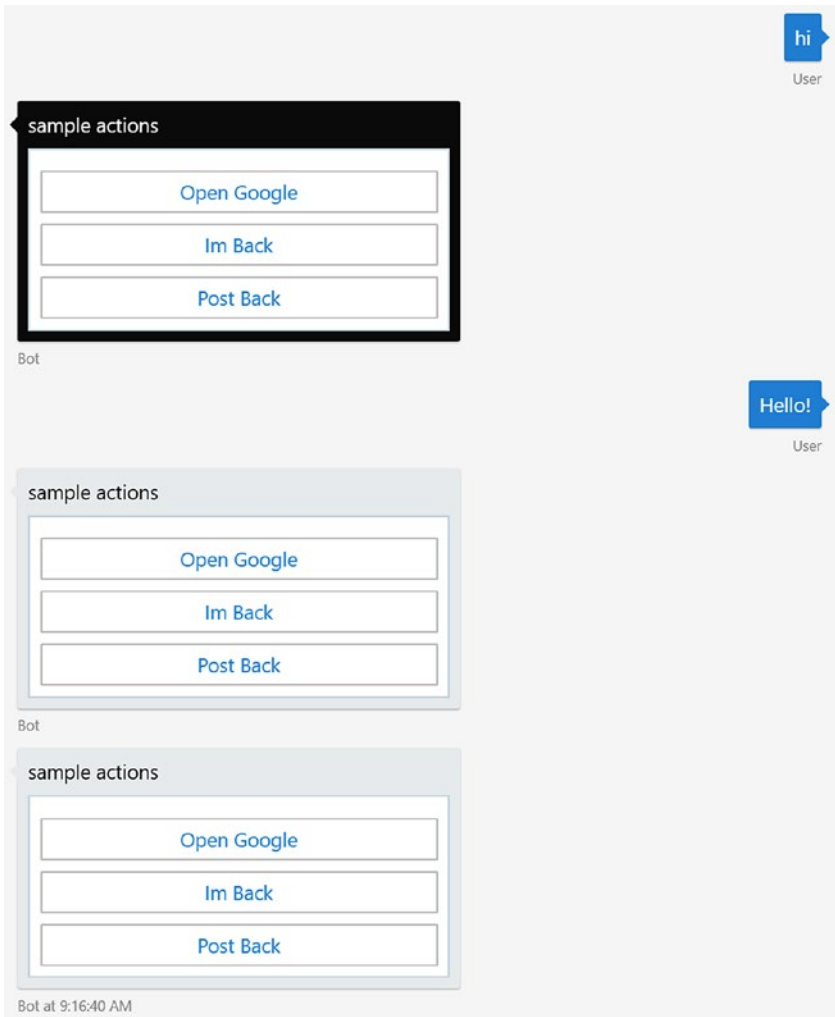 hi
User
sample actions
Open Google
Im Back
Post Back
Bot
Hello!
User
sample actions
Open Google
Im Back
Post Back
Bot
sample actions
Open Google
Im Back
Post Back
Bot at 9:16:40 AM